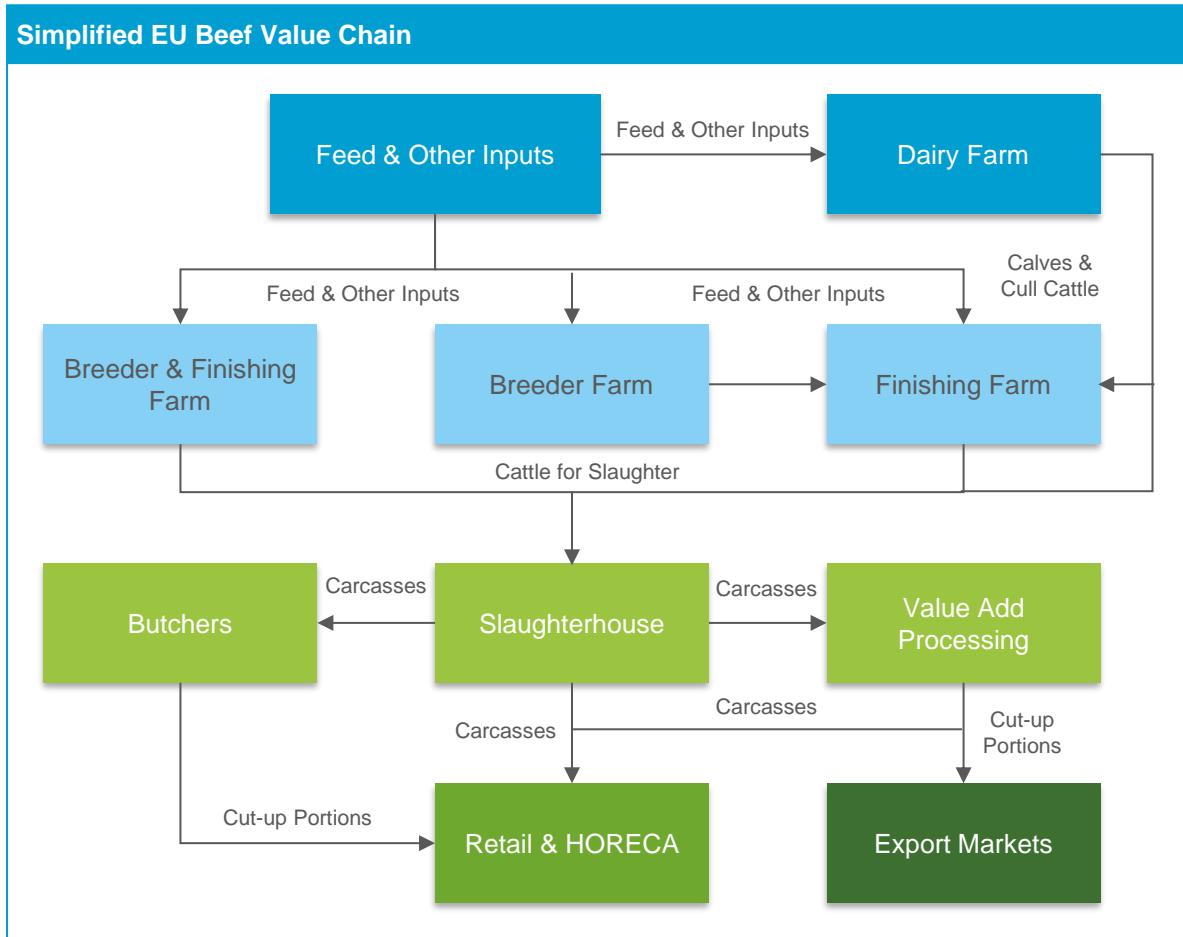 Simplified EU Beef Value Chain
Feed & Other Inputs
Feed & Other Inputs
Dairy Farm
Calves &
Cull Cattle
Feed & Other Inputs
Feed & Other Inputs
Breeder & Finishing
Farm
Breeder Farm
Finishing Farm
Cattle for Slaughter
Butchers
Carcasses
Slaughterhouse
Carcasses
Value Add
Processing
Carcasses
Carcasses
Cut-up
Portions
Cut-up Portions
Retail & HORECA
Export Markets